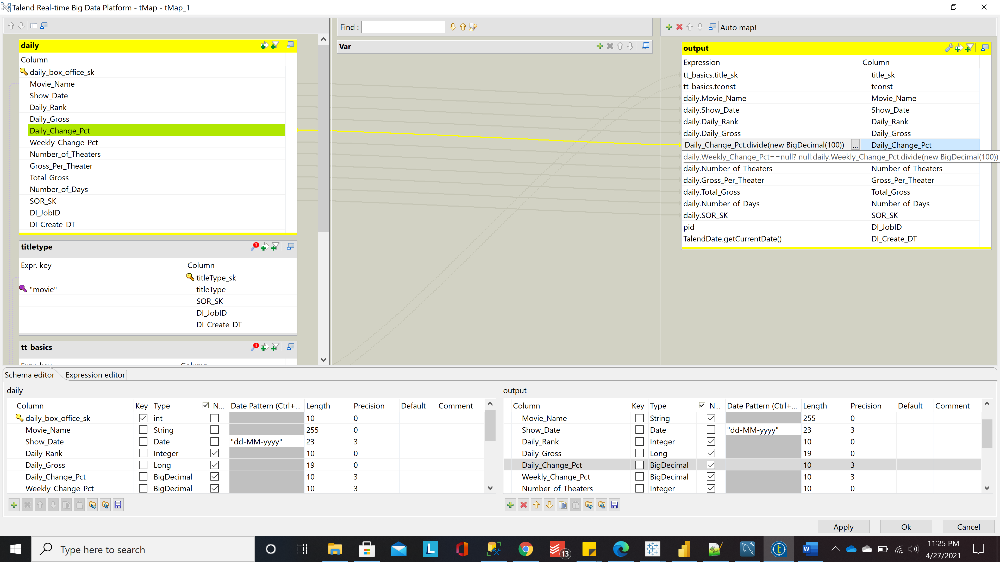 Talend Real-time Big Data Platform - tMap - tMap_1
daily
Column
daily_box_office_sk
Movie_Name
Show_Date
Daily_Rank
Daily_Gross
Daily_Change_Pct
Weekly_Change_Pct
Number_of_Theaters
Gross_Per_Theater
Total_Gross
Number_of_Days
SOR_SK
DI_JobID
DI_Create_DT
titletype
Expr. key Column
titleType_sk
"movie" titleType
SOR_SK
DI_JobID
DI_Create_DT
tt_basics
Expr. key Column
Find :
Var
Auto map!
output
Expression Column
tt_basics.title_sk title_sk
tt_basics.tconst tconst
daily.Movie_Name Movie_Name
daily.Show_Date Show_Date
daily.Daily_Rank Daily_Rank
daily.Daily_Gross Daily_Gross
Daily_Change_Pct.divide(new BigDecimal(100)) ... Daily_Change_Pct
daily.Weekly_Change_Pct==null? null:daily.Weekly_Change_Pct.divide(new BigDecimal(100))
daily.Number_of_Theaters Number_of_Theaters
daily.Gross_Per_Theater Gross_Per_Theater
daily.Total_Gross Total_Gross
daily.Number_of_Days Number_of_Days
daily.SOR_SK SOR_SK
pid DI_JobID
TalendDate.getCurrentDate() DI_Create_DT
Schema editor Expression editor
daily
Column Key Type N... Date Pattern (Ctrl+... Length Precision Default Comment
daily_box_office_sk int 10 0
Movie_Name String 255 0
Show_Date Date "dd-MM-yyyy" 23 3
Daily_Rank Integer 10 0
Daily_Gross Long 19 0
Daily_Change_Pct BigDecimal 10 3
Weekly_Change_Pct BigDecimal 10 3
output
Column Key Type N... Date Pattern (Ctrl+... Length Precision Default Comment
Movie_Name String 255 0
Show_Date Date "dd-MM-yyyy" 23 3
Daily_Rank Integer 10 0
Daily_Gross Long 19 0
Daily_Change_Pct BigDecimal 10 3
Weekly_Change_Pct BigDecimal 10 3
Number_of_Theaters Integer 10 0
Apply Ok Cancel
Type here to search
L
13
t
W
11:25 PM
4/27/2021